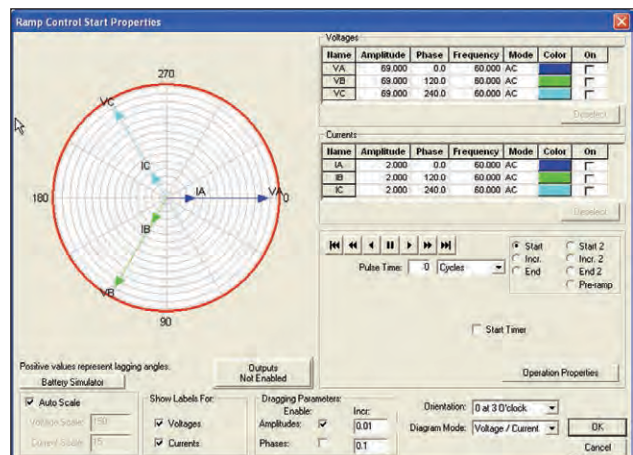 Ramp Control Start Properties
270
VC
IC
180
IA
VA
0
IB
VB
90
Positive values represent lagging angles.
Battery Simulator
Outputs
Not Enabled
Voltages
Name Amplitude Phase Frequency Mode Color On
VA 69.000 0.0 60.000 AC
VB 69.000 120.0 60.000 AC
VC 69.000 240.0 60.000 AC
Deselect
Currents
Name Amplitude Phase Frequency Mode Color On
IA 2.000 0.0 60.000 AC
IB 2.000 120.0 60.000 AC
IC 2.000 240.0 60.000 AC
Deselect
Pulse Time: 0 Cycles
Start Start 2
Incr. Incr. 2
End End 2
Pre-ramp
Start Timer
Operation Properties
Auto Scale
Voltage Scale: 150
Current Scale: 15
Show Labels For:
Voltages
Currents
Dragging Parameters:
Enable: Incr:
Amplitudes: 0.01
Phases: 0.1
Orientation: 0 at 3 O'clock
Diagram Mode: Voltage / Current
OK
Cancel